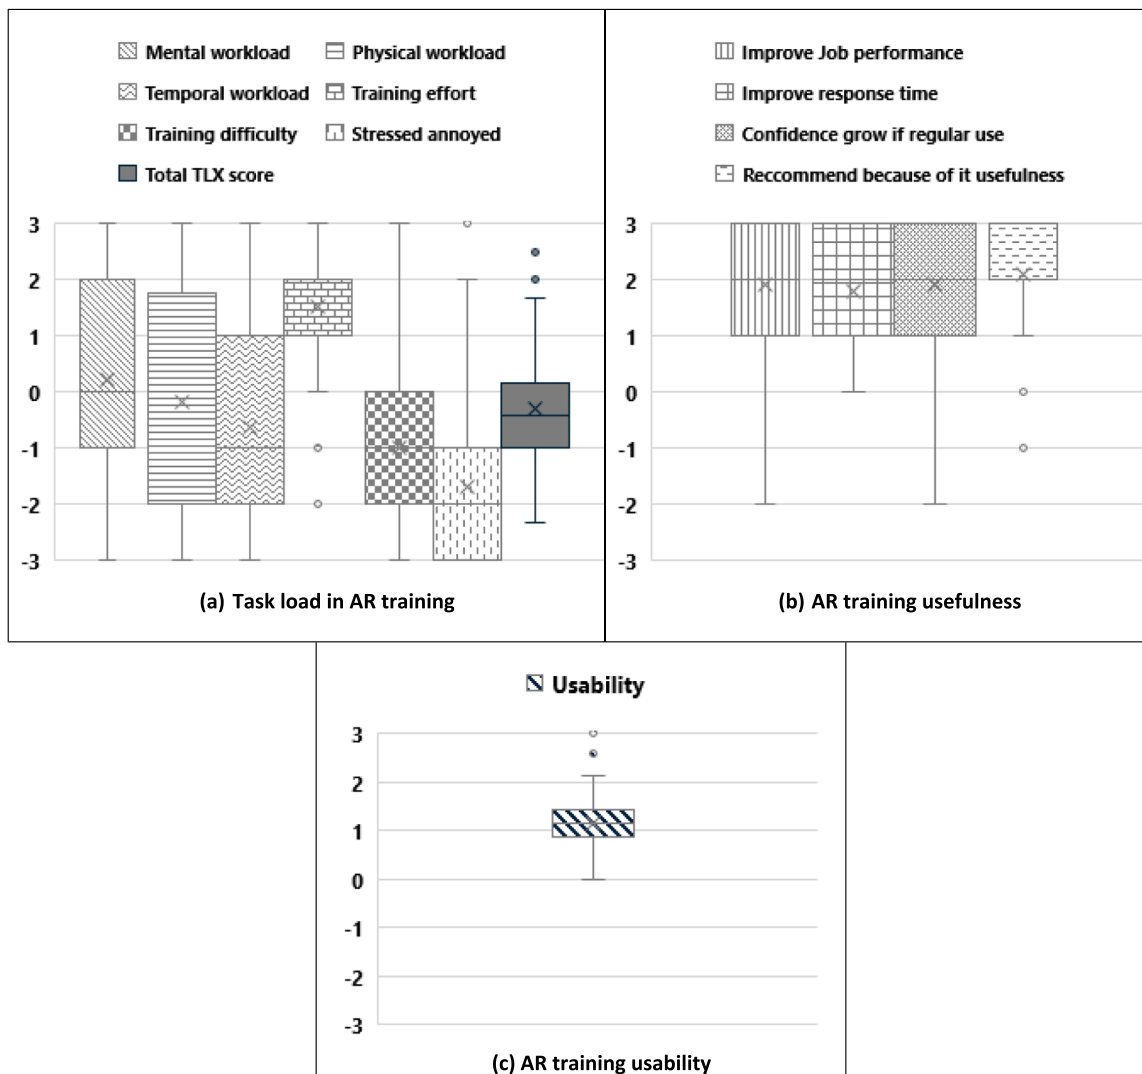 Mental workload Physical workload
Temporal workload Training effort
Training difficulty Stressed annoyed
Total TLX score
3
2
1
0
-1
-2
-3
(a) Task load in AR training
Improve Job performance
Improve response time
Confidence grow if regular use
Reccommend because of it usefulness
3
2
1
0
-1
-2
-3
(b) AR training usefulness
Usability
3
2
1
0
-1
-2
-3
(c) AR training usability